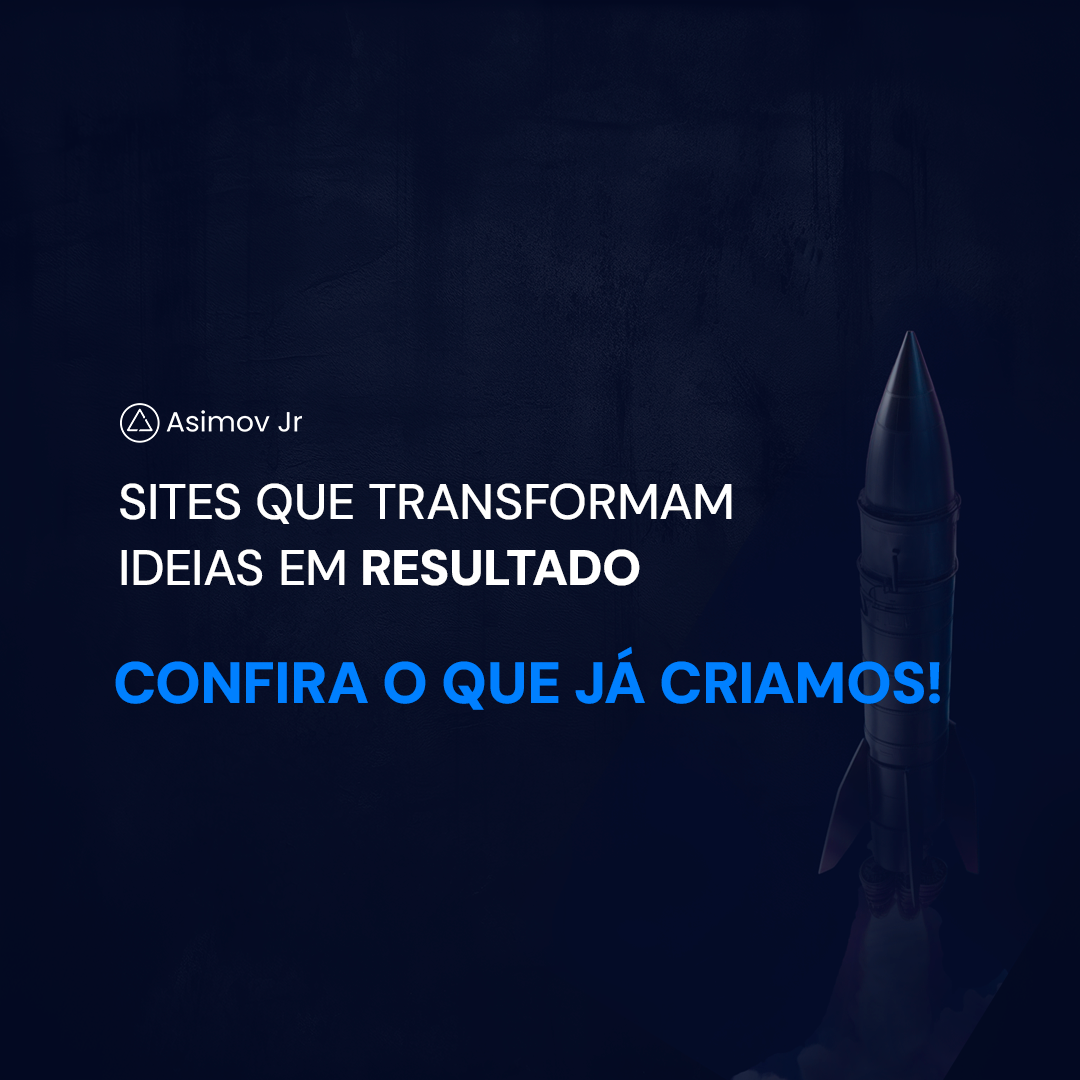 Asimov Jr
SITES QUE TRANSFORMAM
IDEIAS EM RESULTADO
CONFIRA O QUE JÁ CRIAMOS!